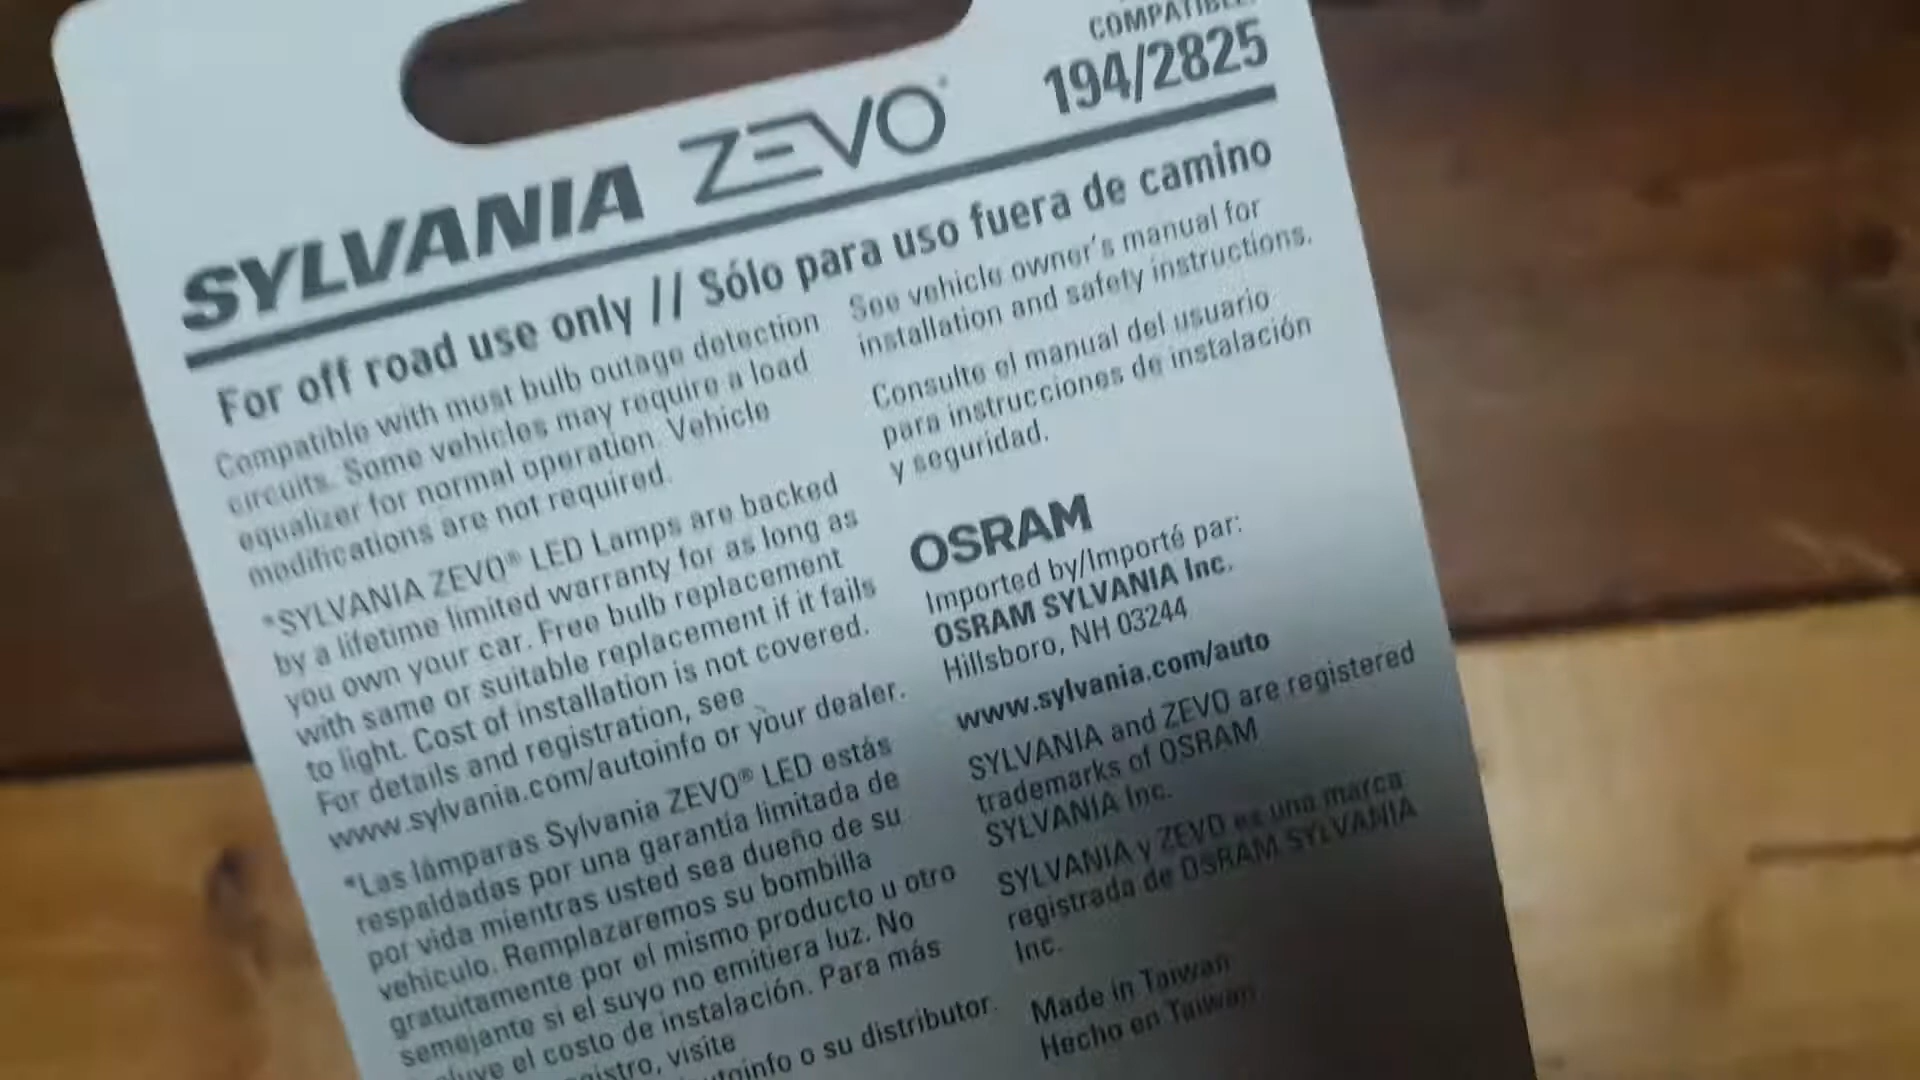 COMPATIBLE
194/2825
SYLVANIA ZEVO
For off road use only // Sólo para uso fuera de camino
Compatible with most bulb outage detection
circuits. Some vehicles may require a load
equalizer for normal operation. Vehicle
modifications are not required.
*SYLVANIA ZEVO® LED Lamps are backed
by a lifetime limited warranty for as long as
you own your car. Free bulb replacement
with same or suitable replacement if it fails
to light. Cost of installation is not covered.
For details and registration, see
www.sylvania.com/autoinfo or your dealer.
*Las lámparas Sylvania ZEVO® LED estás
respaldadas por una garantía limitada de
por vida mientras usted sea dueño de su
vehículo. Remplazaremos su bombilla
gratuitamente por el mismo producto u otro
semejante si el suyo no emitiera luz. No
el costo de instalación. Para más
visite
o su distributor.
See vehicle owner's manual for
installation and safety instructions.
Consulte el manual del usuario
para instrucciones de instalación
y seguridad.
OSRAM
Imported by/Importé par:
OSRAM SYLVANIA Inc.
Hillsboro, NH 03244
www.sylvania.com/auto
SYLVANIA and ZEVO are registered
trademarks of OSRAM
SYLVANIA Inc.
SYLVANIA y ZEVO es una marca
registrada de OSRAM SYLVANIA
Inc.
Made in Taiwan
Hecho en Taiwan